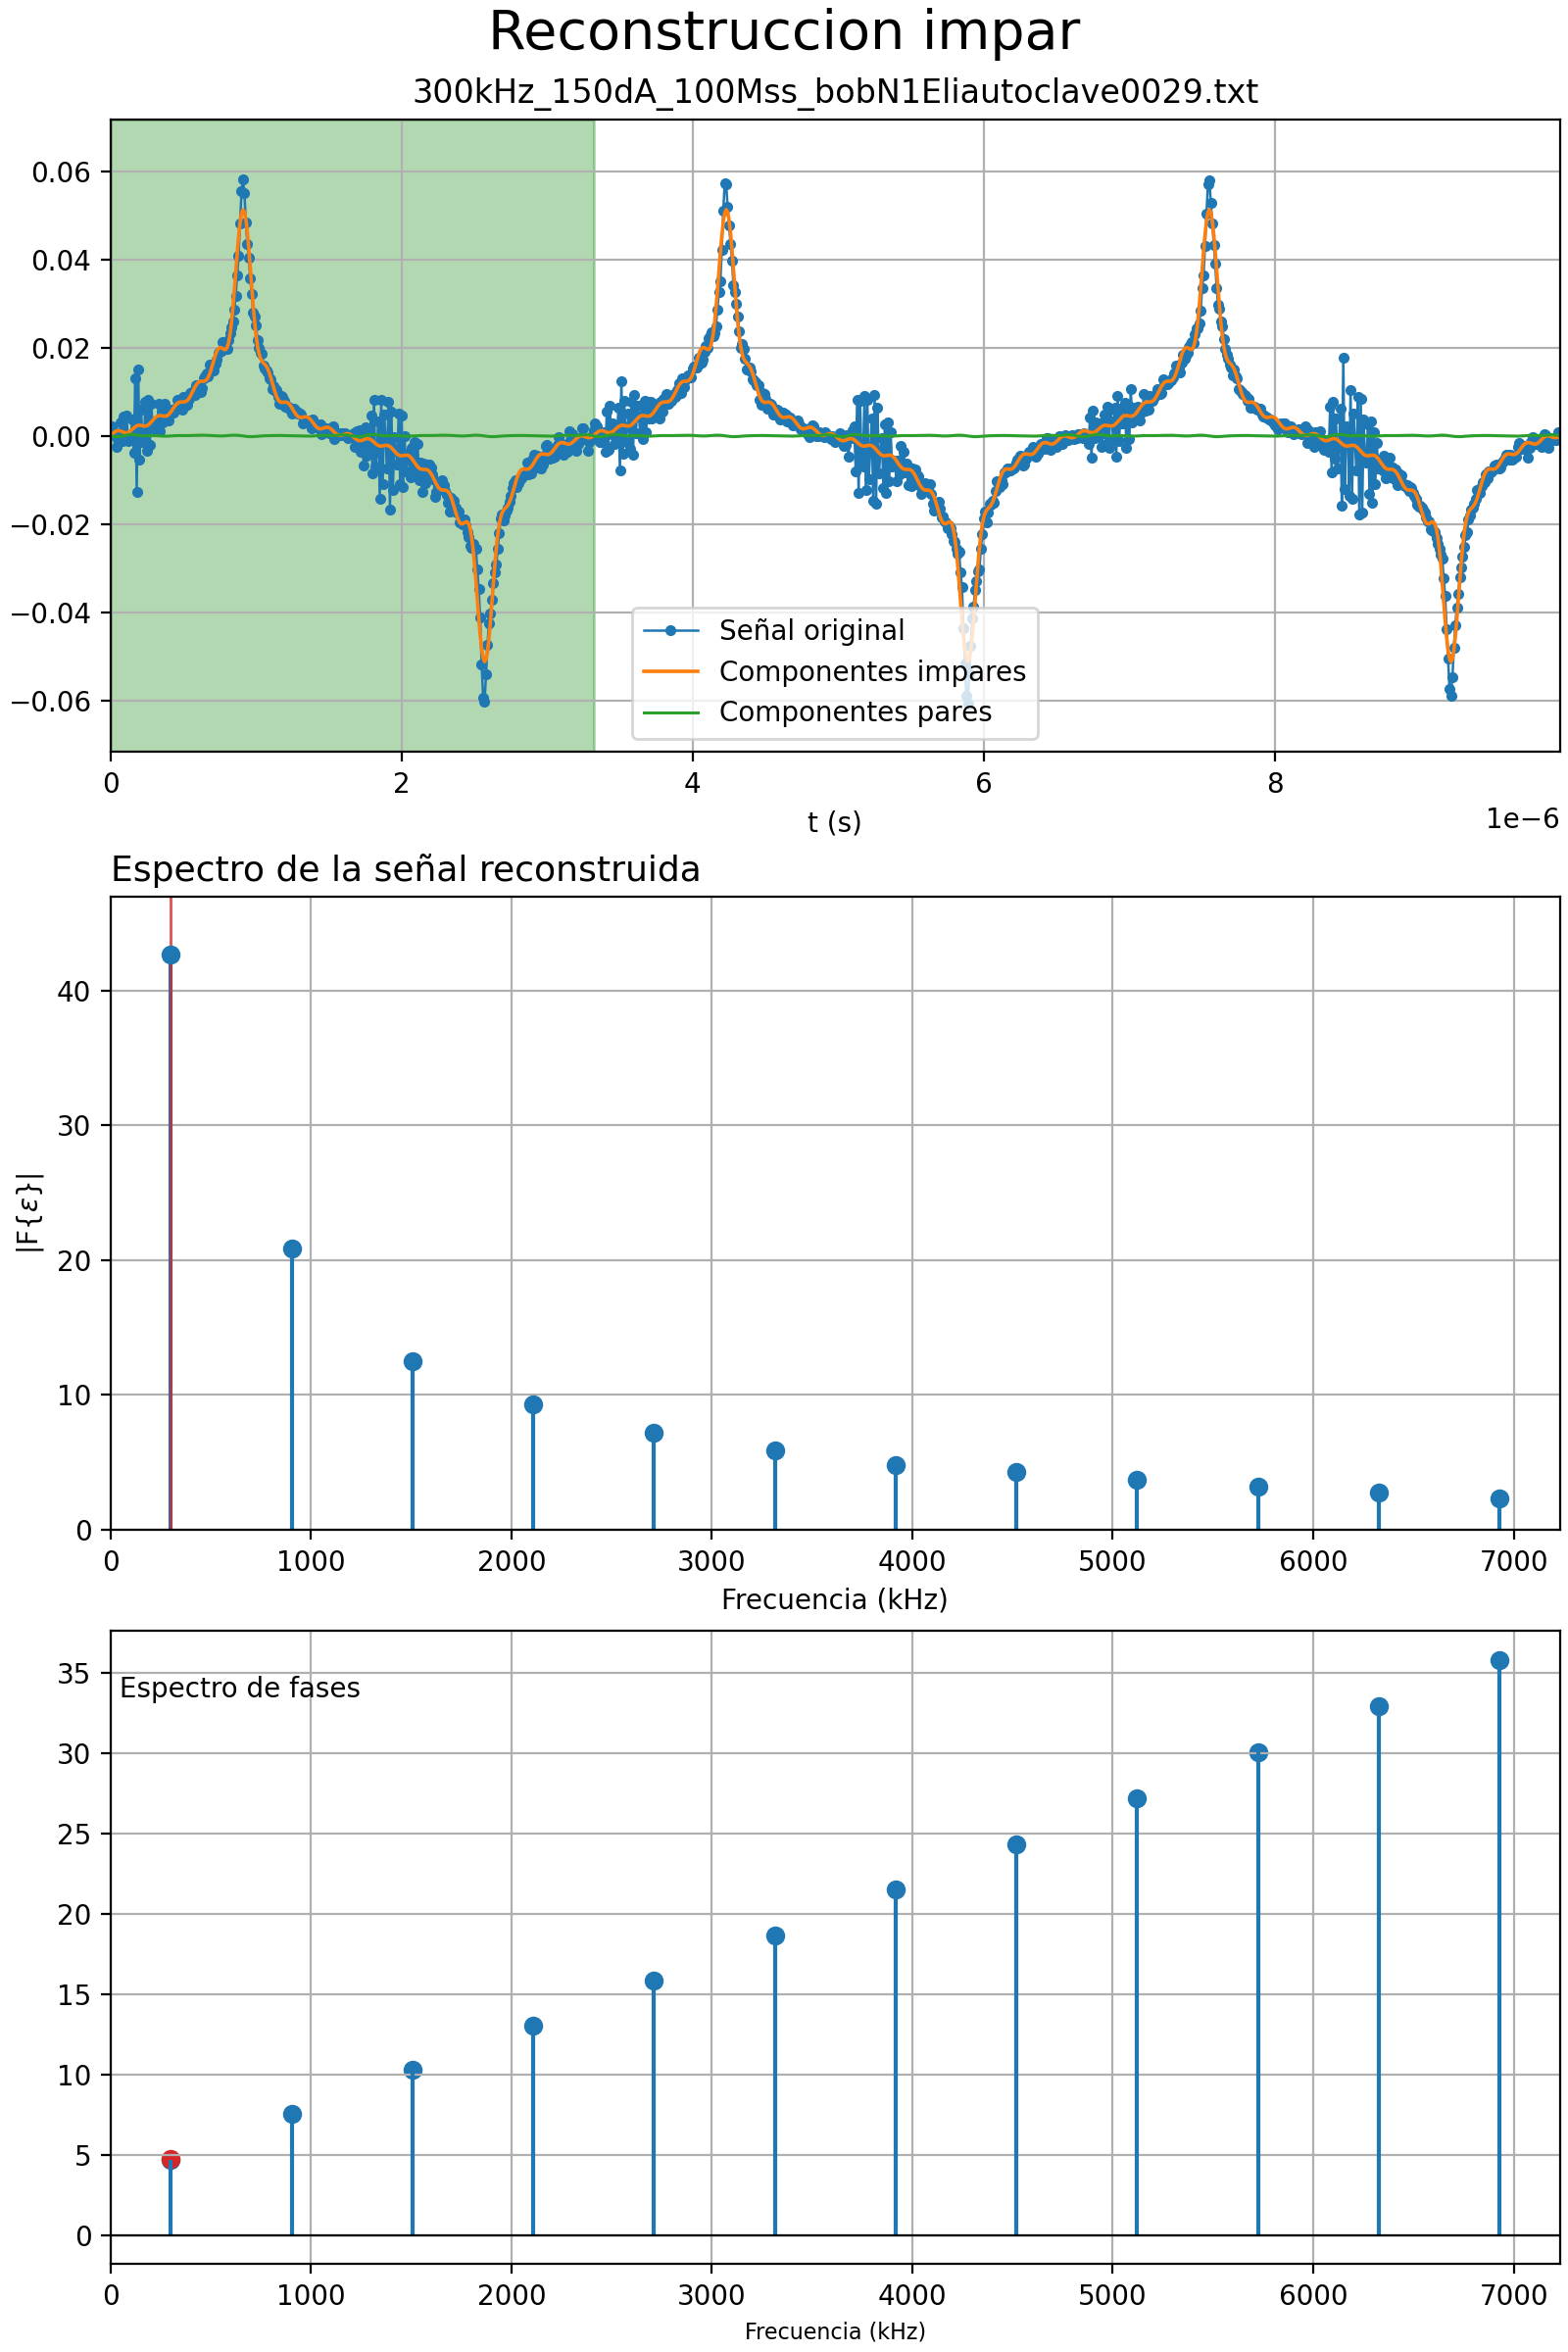 Reconstruccion impar
300kHz_150dA_100Mss_bobN1Eliautoclave0029.txt
0.06
0.04
0.02
0.00
−0.02
−0.04
−0.06
Señal original
Componentes impares
Componentes pares
0 2 4 6 8
t (s)
1e−6
Espectro de la señal reconstruida
40
30
20
10
0
|F{ε}|
0 1000 2000 3000 4000 5000 6000 7000
Frecuencia (kHz)
35
30
25
20
15
10
5
0
Espectro de fases
0 1000 2000 3000 4000 5000 6000 7000
Frecuencia (kHz)